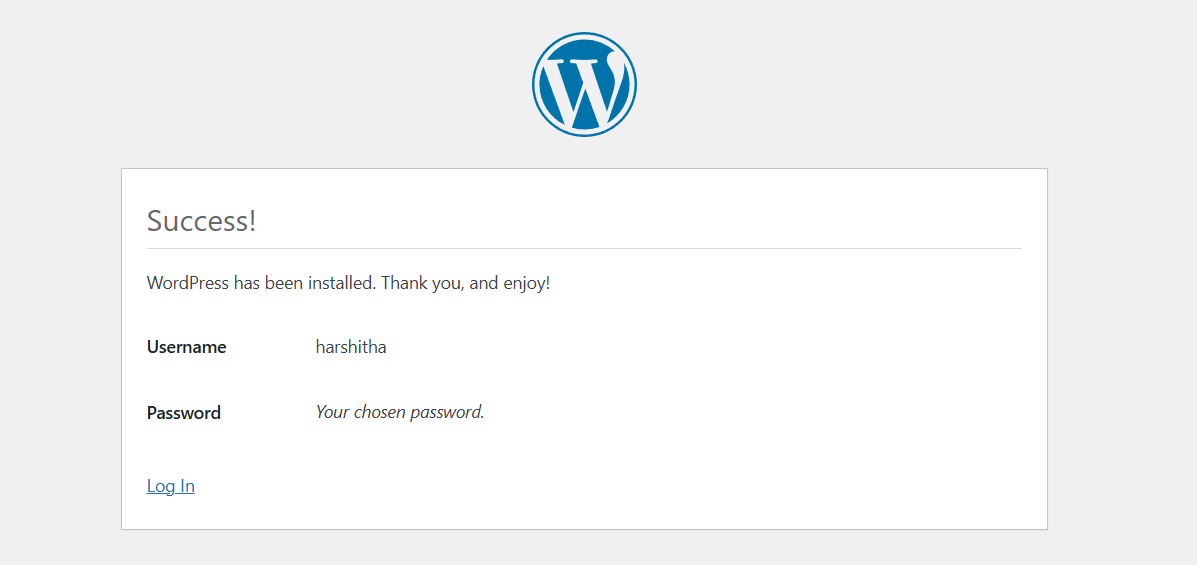 Success!
WordPress has been installed. Thank you, and enjoy!
Username harshitha
Password Your chosen password.
Log In